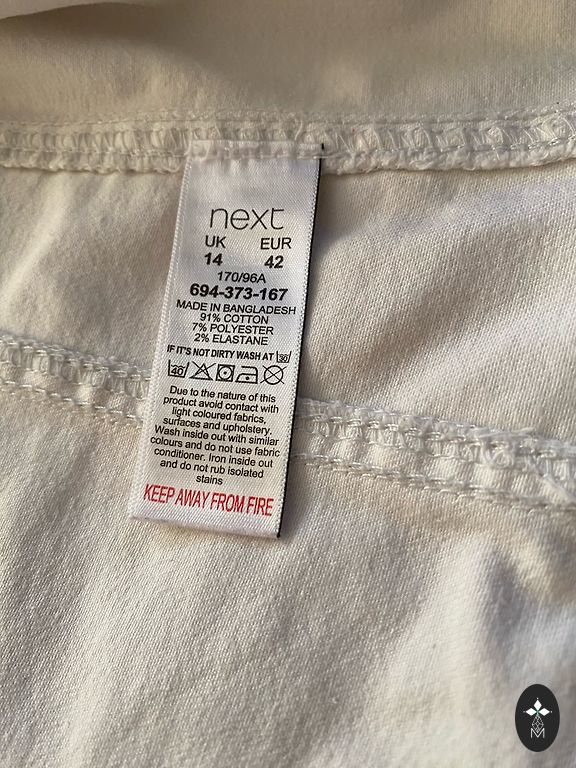 next
UK EUR
14 42
170/96A
694-373-167
MADE IN BANGLADESH
91% COTTON
7% POLYESTER
2% ELASTANE
IF IT'S NOT DIRTY WASH AT 30
40
Due to the nature of this
product avoid contact with
light coloured fabrics,
surfaces and upholstery.
Wash inside out with similar
colours and do not use fabric
conditioner. Iron inside out
and do not rub isolated
stains
KEEP AWAY FROM FIRE
M